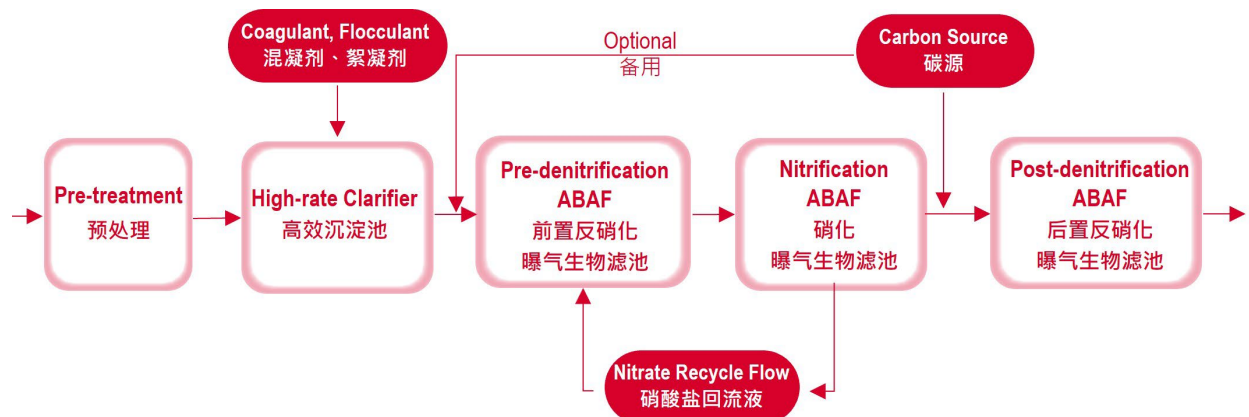 Coagulant, Flocculant
混凝剂、絮凝剂
Optional
备用
Carbon Source
碳源
Pre-treatment
预处理
High-rate Clarifier
高效沉淀池
Pre-denitrification
ABAF
前置反硝化
曝气生物滤池
Nitrification
ABAF
硝化
曝气生物滤池
Post-denitrification
ABAF
后置反硝化
曝气生物滤池
Nitrate Recycle Flow
硝酸盐回流液